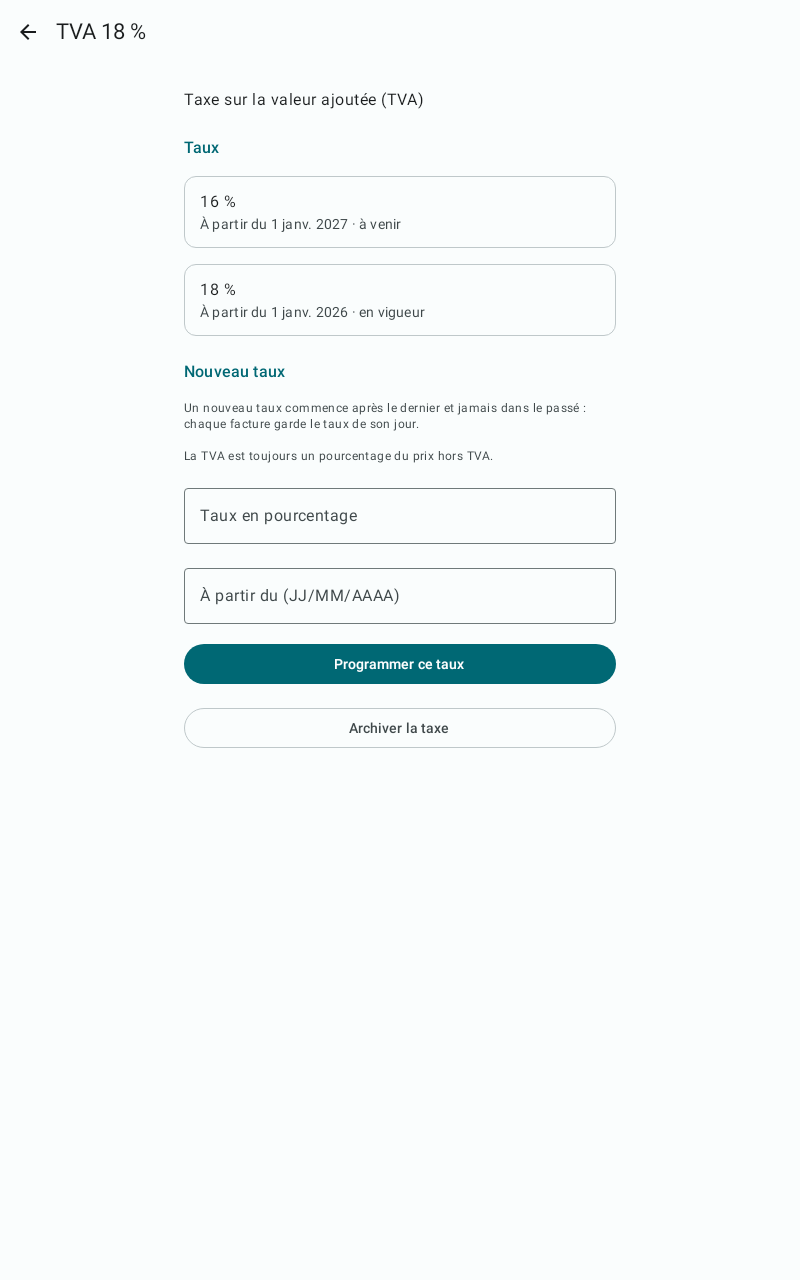 TVA 18 %
Taxe sur la valeur ajoutée (TVA)
Taux
16 %
À partir du 1 janv. 2027 · à venir
18 %
À partir du 1 janv. 2026 · en vigueur
Nouveau taux
Un nouveau taux commence après le dernier et jamais dans le passé :
chaque facture garde le taux de son jour.
La TVA est toujours un pourcentage du prix hors TVA.
Taux en pourcentage
À partir du (JJ/MM/AAAA)
Programmer ce taux
Archiver la taxe